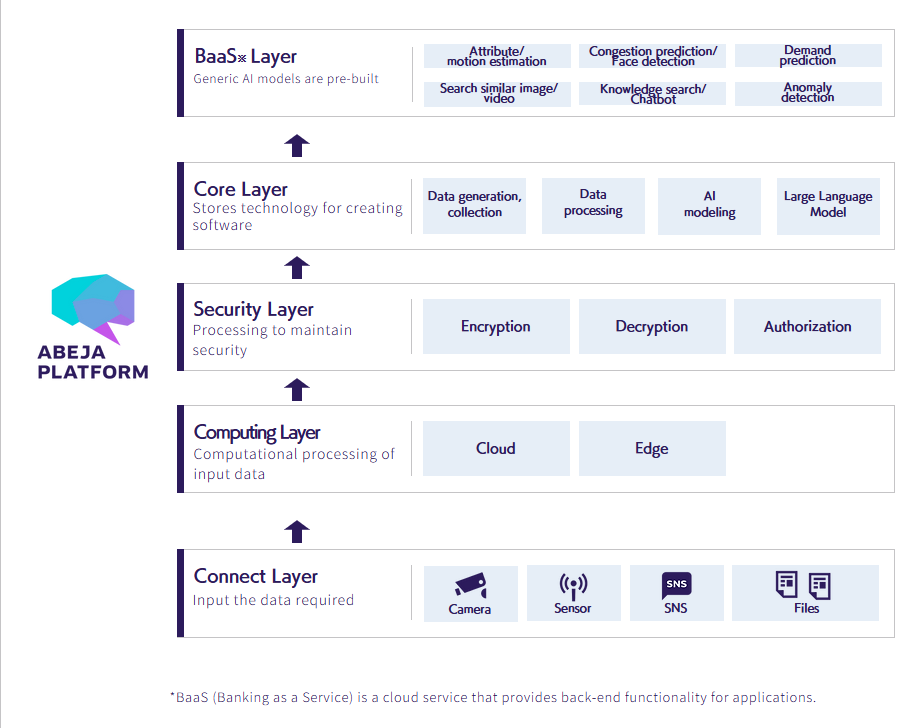 BaaS※ Layer
Generic AI models are pre-built
Attribute/
motion estimation
Congestion prediction/
Face detection
Demand
prediction
Search similar image/
video
Knowledge search/
Chatbot
Anomaly
detection
Core Layer
Stores technology for creating
software
Data generation,
collection
Data
processing
AI
modeling
Large Language
Model
ABEJA
PLATFORM
Security Layer
Processing to maintain
security
Encryption
Decryption
Authorization
Computing Layer
Computational processing of
input data
Cloud
Edge
Connect Layer
Input the data required
Camera
Sensor
SNS
SNS
Files
*BaaS (Banking as a Service) is a cloud service that provides back-end functionality for applications.